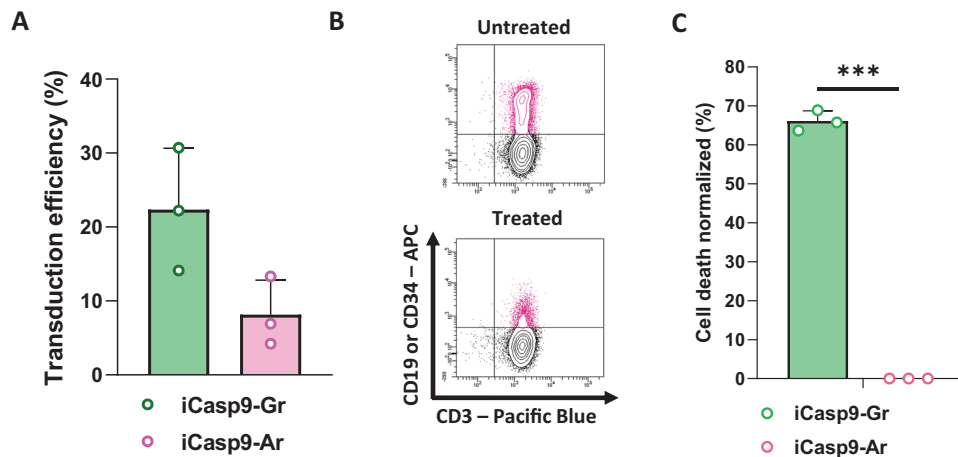 A
Transduction efficiency (%)
40
30
20
10
0
iCasp9-Gr
iCasp9-Ar
B
Untreated
Treated
CD19 or CD34 – APC
CD3 – Pacific Blue
C
Cell death normalized (%)
80
70
60
50
40
30
20
10
0
***
iCasp9-Gr
iCasp9-Ar